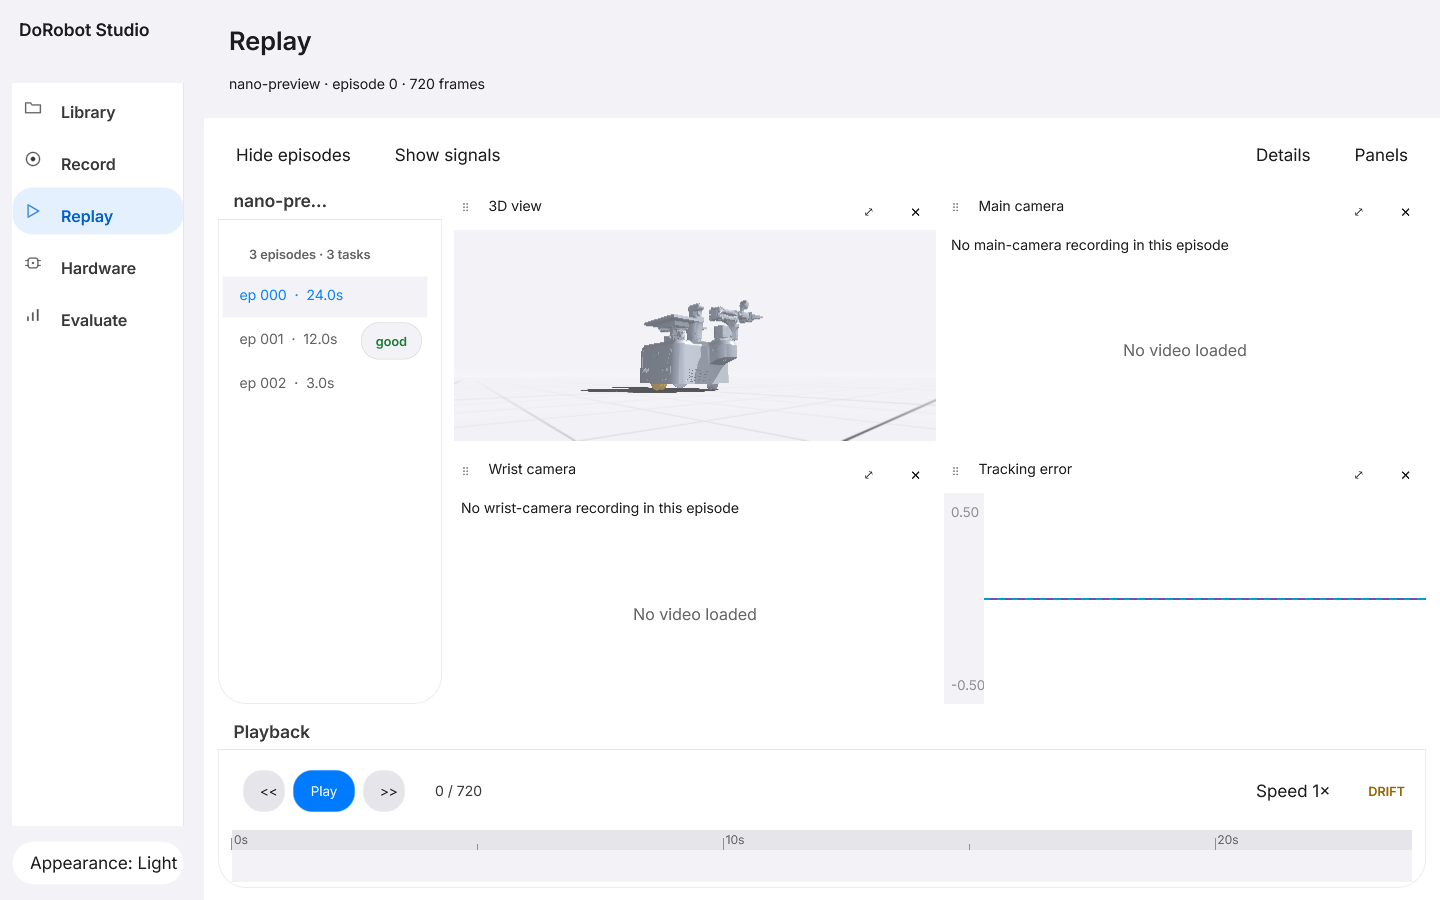 DoRobot Studio
Library
Record
Replay
Hardware
Evaluate
Appearance: Light
Replay
nano-preview · episode 0 · 720 frames
Hide episodes
Show signals
Details
Panels
nano-pre...
3 episodes · 3 tasks
ep 000 · 24.0s
ep 001 · 12.0s
good
ep 002 · 3.0s
3D view
Main camera
No main-camera recording in this episode
No video loaded
Wrist camera
No wrist-camera recording in this episode
No video loaded
Tracking error
0.50
-0.50
Playback
<<
Play
>>
0 / 720
Speed 1×
DRIFT
0s
10s
20s